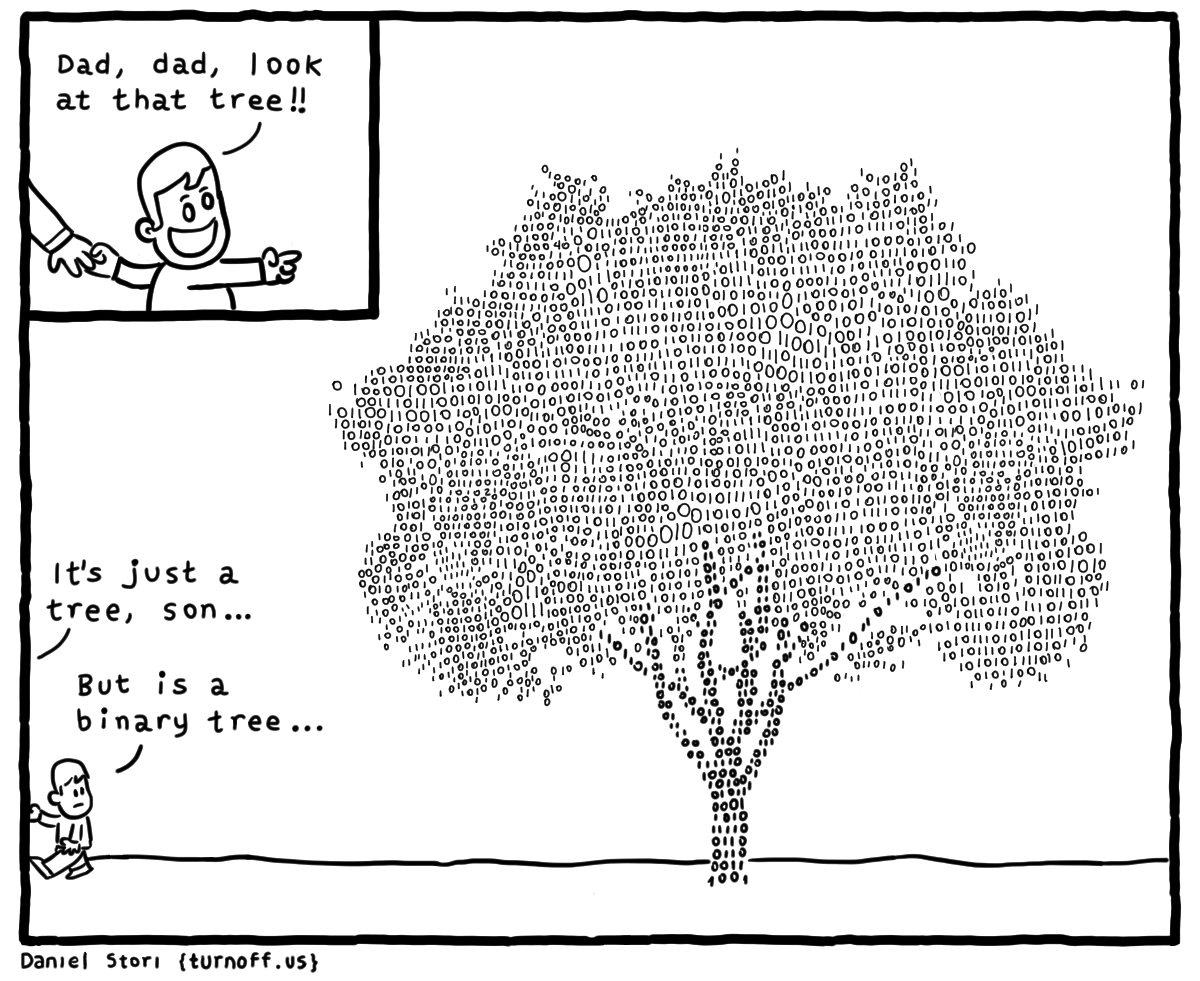 Dad, dad, look
at that tree!!
It's just a
tree, son...
But is a
binary tree...
Daniel Stori {turnoff.us}